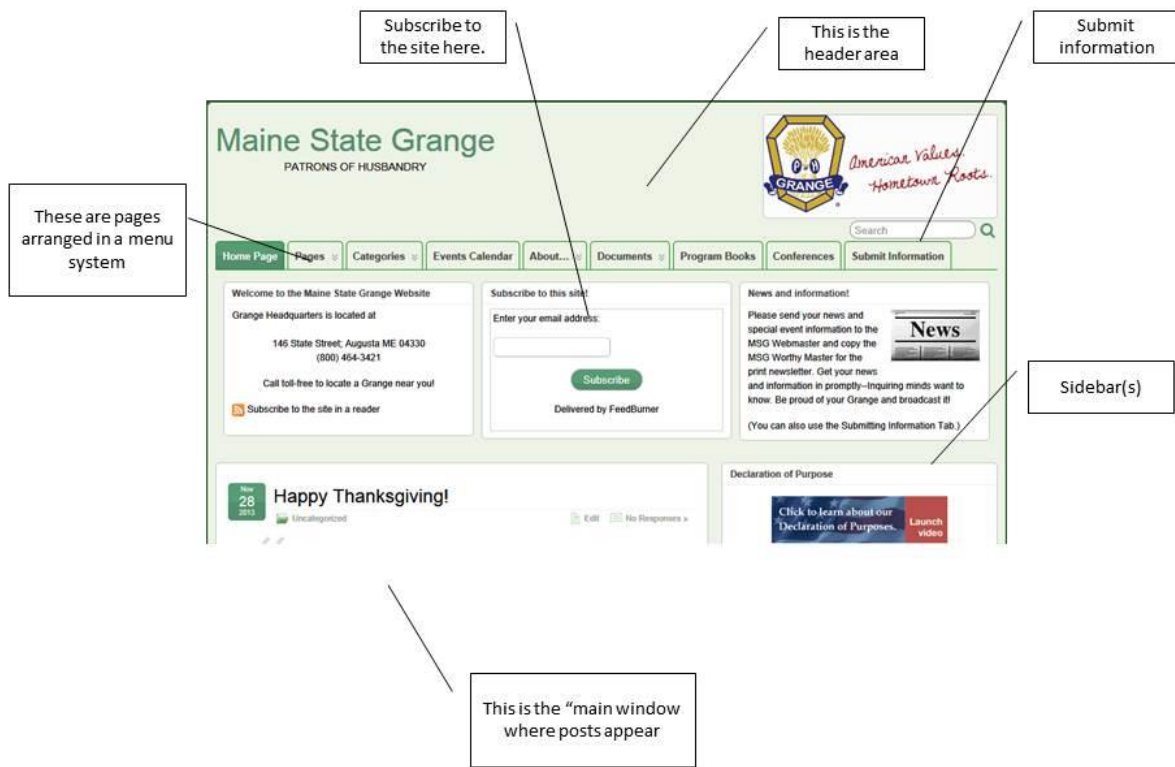 Subscribe to
the site here.
This is the
header area
Submit
information
Maine State Grange
PATRONS OF HUSBANDRY
P H
GRANGE
American Values.
Hometown Roots.
These are pages
arranged in a menu
system
Search
Home Page
Pages
Categories
Events Calendar
About...
Documents
Program Books
Conferences
Submit Information
Welcome to the Maine State Grange Website
Grange Headquarters is located at
146 State Street; Augusta ME 04330
(800) 464-3421
Call toll-free to locate a Grange near you!
Subscribe to the site in a reader
Subscribe to this site!
Enter your email address:
Subscribe
Delivered by FeedBurner
News and information!
Please send your news and
special event information to the
MSG Webmaster and copy the
MSG Worthy Master for the
print newsletter. Get your news
and information in promptly--Inquiring minds want to
know. Be proud of your Grange and broadcast it!
(You can also use the Submitting Information Tab.)
News
Sidebar(s)
Nov
28
2013
Happy Thanksgiving!
Uncategorized
Edit
No Responses »
Declaration of Purpose
Click to learn about our
Declaration of Purposes.
Launch
video
This is the “main window
where posts appear